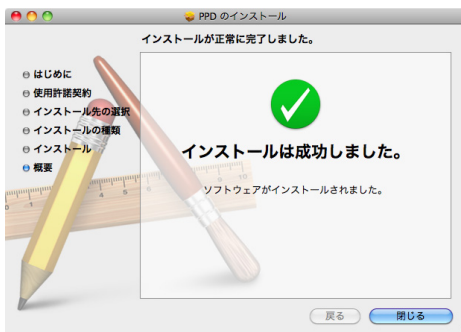 PPD のインストール
インストールが正常に完了しました。
はじめに
使用許諾契約
インストール先の選択
インストールの種類
インストール
概要
インストールは成功しました。
ソフトウェアがインストールされました。
戻る
閉じる